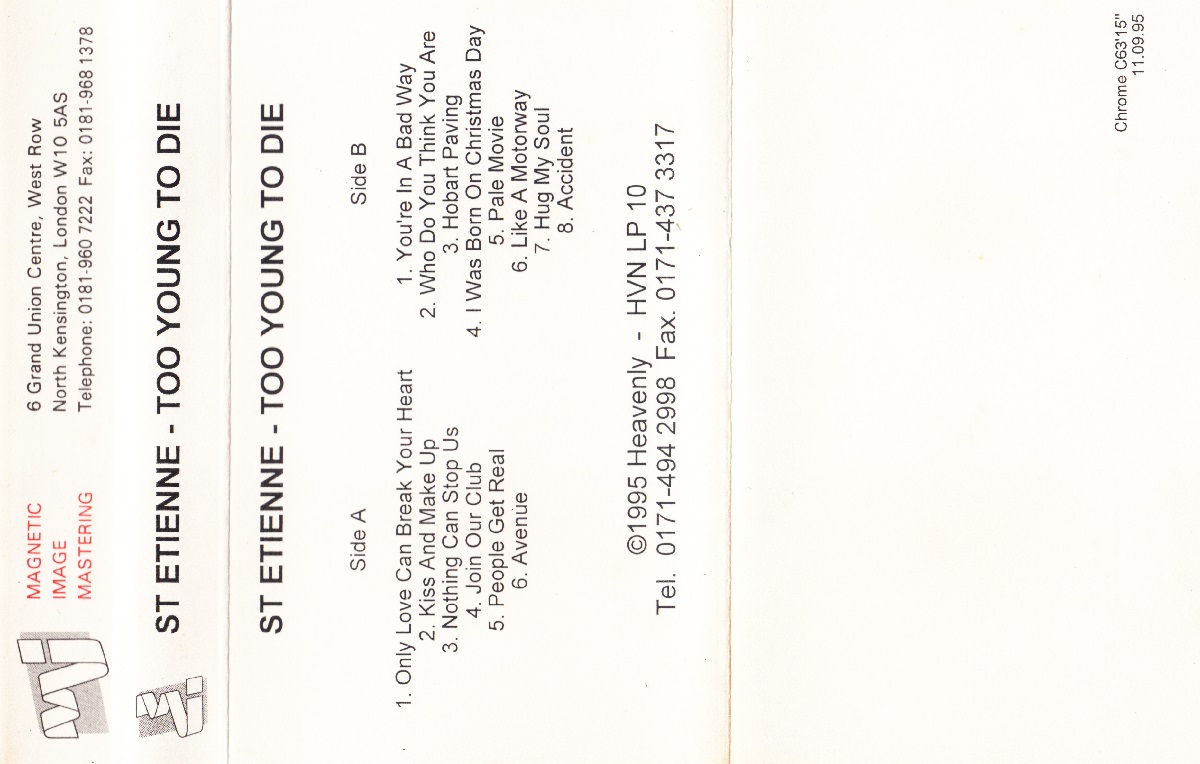 MAGNETIC
IMAGE
MASTERING
6 Grand Union Centre, West Row
North Kensington, London W10 5AS
Telephone: 0181-960 7222 Fax: 0181-968 1378
ST ETIENNE - TOO YOUNG TO DIE
ST ETIENNE - TOO YOUNG TO DIE
Side A
1. Only Love Can Break Your Heart
2. Kiss And Make Up
3. Nothing Can Stop Us
4. Join Our Club
5. People Get Real
6. Avenue
Side B
1. You're In A Bad Way
2. Who Do You Think You Are
3. Hobart Paving
4. I Was Born On Christmas Day
5. Pale Movie
6. Like A Motorway
7. Hug My Soul
8. Accident
©1995 Heavenly - HVN LP 10
Tel. 0171-494 2998 Fax. 0171-437 3317
Chrome C63'15"
11.09.95